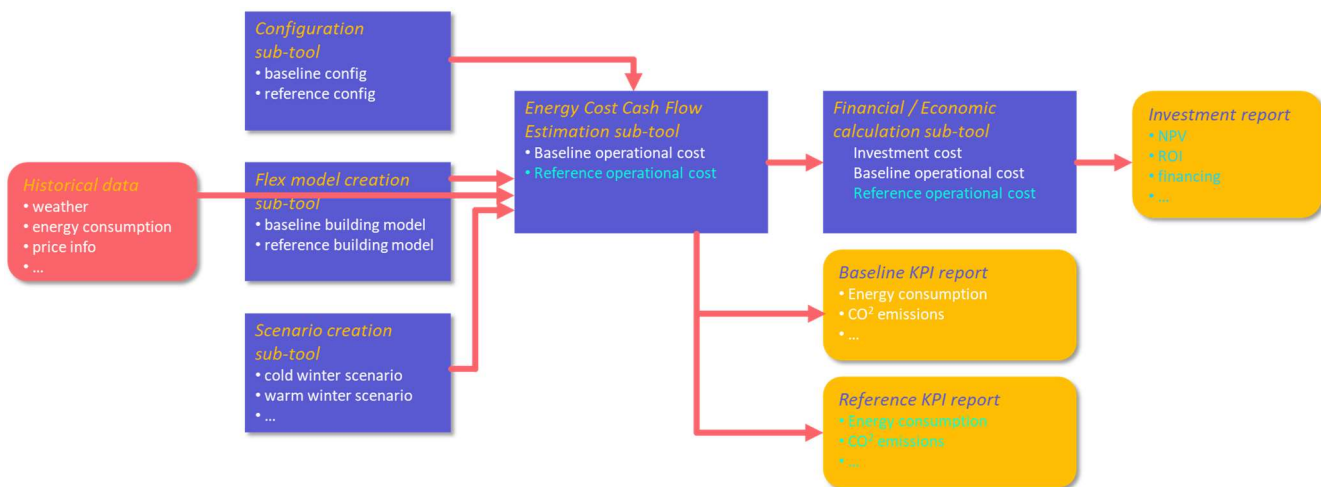 Configuration
sub-tool
• baseline config
• reference config
Historical data
• weather
• energy consumption
• price info
• ...
Flex model creation
sub-tool
• baseline building model
• reference building model
Scenario creation
sub-tool
• cold winter scenario
• warm winter scenario
• ...
Energy Cost Cash Flow
Estimation sub-tool
• Baseline operational cost
• Reference operational cost
Financial / Economic
calculation sub-tool
Investment cost
Baseline operational cost
Reference operational cost
Investment report
• NPV
• ROI
• financing
• ...
Baseline KPI report
• Energy consumption
• CO² emissions
• ...
Reference KPI report
• Energy consumption
• CO² emissions
• ...